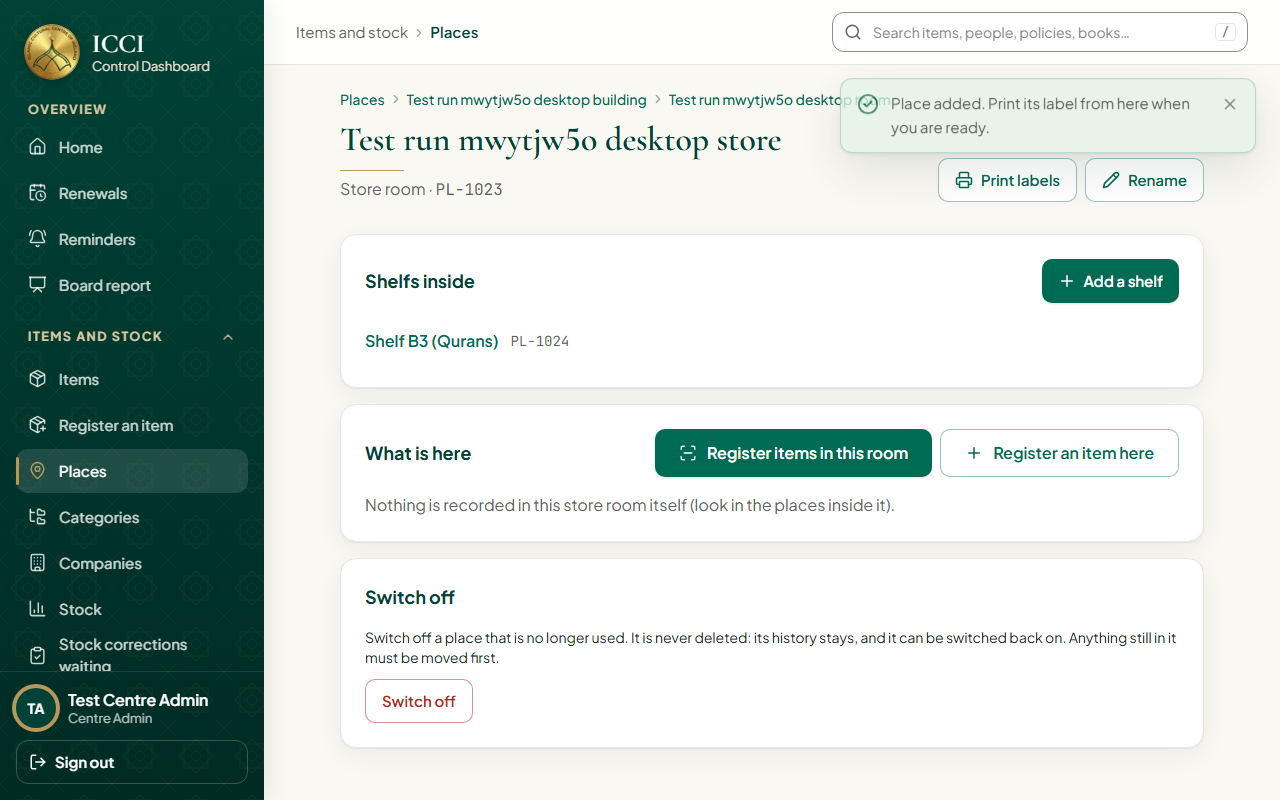 ICCI
Control Dashboard
OVERVIEW
Home
Renewals
Reminders
Board report
ITEMS AND STOCK
Items
Register an item
Places
Categories
Companies
Stock
Stock corrections
waiting
TA
Test Centre Admin
Centre Admin
Sign out
Items and stock > Places
Search items, people, policies, books… /
Places > Test run mwytjw5o desktop building > Test run mwytjw5o desktop room
Place added. Print its label from here when
you are ready.
Test run mwytjw5o desktop store
Store room · PL-1023
Print labels
Rename
Shelfs inside
Add a shelf
Shelf B3 (Qurans) PL-1024
What is here
Register items in this room
Register an item here
Nothing is recorded in this store room itself (look in the places inside it).
Switch off
Switch off a place that is no longer used. It is never deleted: its history stays, and it can be switched back on. Anything still in it
must be moved first.
Switch off